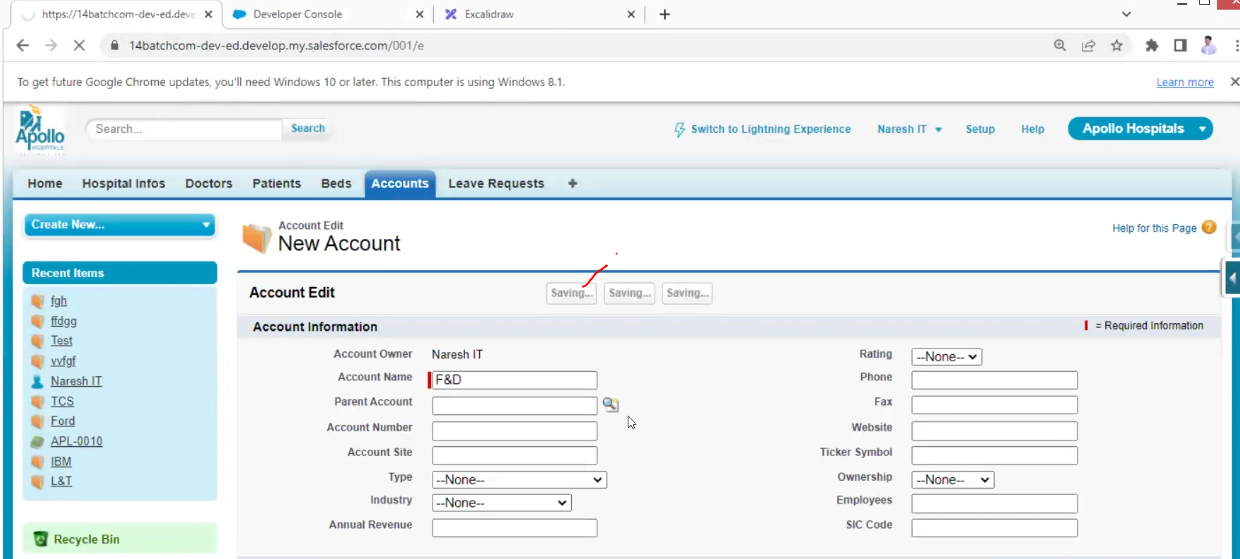 https://14batchcom-dev-ed.deve
Developer Console
Excalidraw
14batchcom-dev-ed.develop.my.salesforce.com/001/e
To get future Google Chrome updates, you'll need Windows 10 or later. This computer is using Windows 8.1.
Learn more
Apollo
HOSPITALS
Search...
Search
Switch to Lightning Experience
Naresh IT
Setup
Help
Apollo Hospitals
Home Hospital Infos Doctors Patients Beds Accounts Leave Requests +
Create New...
Recent Items
fgh
ffdgg
Test
vvfgf
Naresh IT
TCS
Ford
APL-0010
IBM
L&T
Recycle Bin
Account Edit
New Account
Help for this Page ?
Account Edit
Saving... Saving... Saving...
Account Information
= Required Information
Account Owner Naresh IT
Rating --None--
Account Name F&D
Phone
Parent Account
Fax
Account Number
Website
Account Site
Ticker Symbol
Type --None--
Ownership --None--
Industry --None--
Employees
Annual Revenue
SIC Code